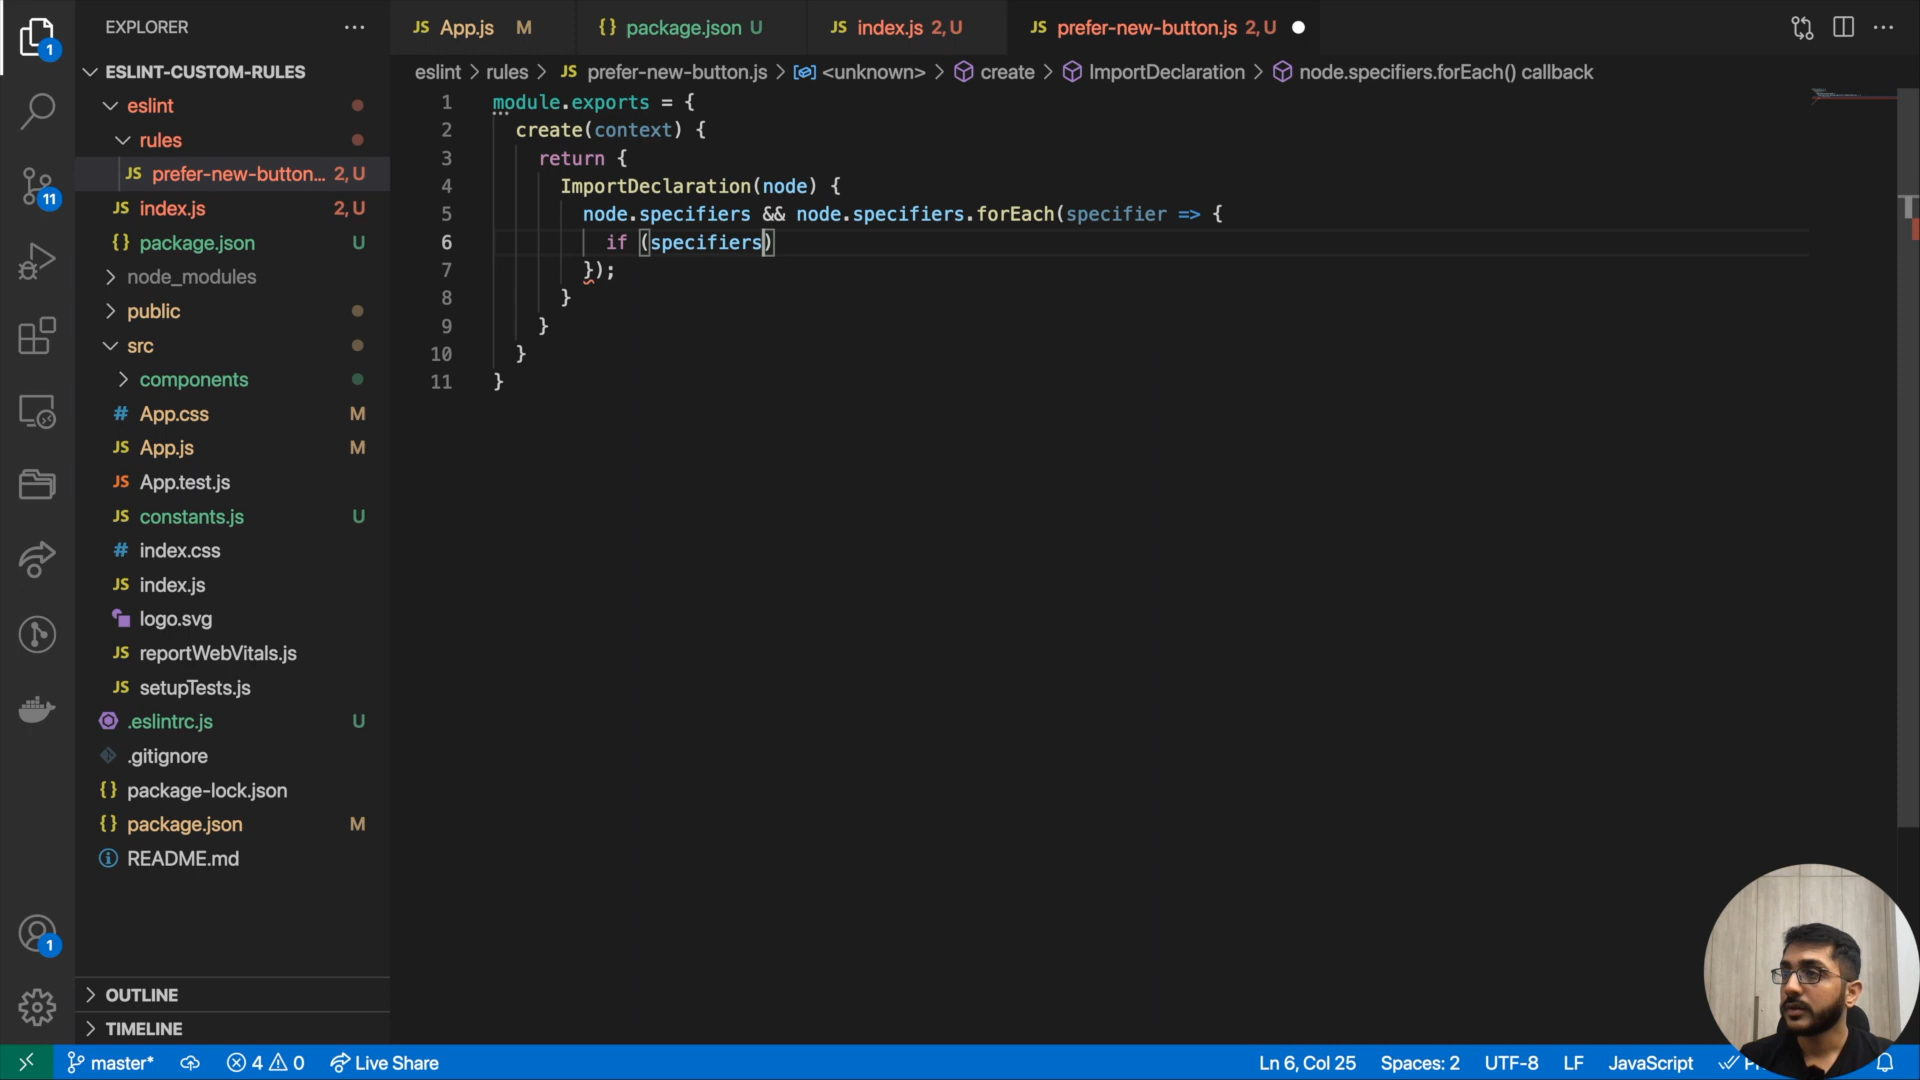 EXPLORER
ESLINT-CUSTOM-RULES
eslint
rules
JS prefer-new-button... 2, U
JS index.js 2, U
{} package.json U
node_modules
public
src
components
# App.css M
JS App.js M
JS App.test.js
JS constants.js U
# index.css
JS index.js
logo.svg
JS reportWebVitals.js
JS setupTests.js
.eslintrc.js U
.gitignore
{} package-lock.json
{} package.json M
README.md
OUTLINE
TIMELINE
1
11
1
JS App.js M
{} package.json U
JS index.js 2, U
JS prefer-new-button.js 2, U
eslint > rules > JS prefer-new-button.js > <unknown> > create > ImportDeclaration > node.specifiers.forEach() callback
1 module.exports = {
2 create(context) {
3 return {
4 ImportDeclaration(node) {
5 node.specifiers && node.specifiers.forEach(specifier => {
6 if (specifiers)
7 });
8 }
9 }
10 }
11 }
master* 4 0 Live Share
Ln 6, Col 25 Spaces: 2 UTF-8 LF JavaScript